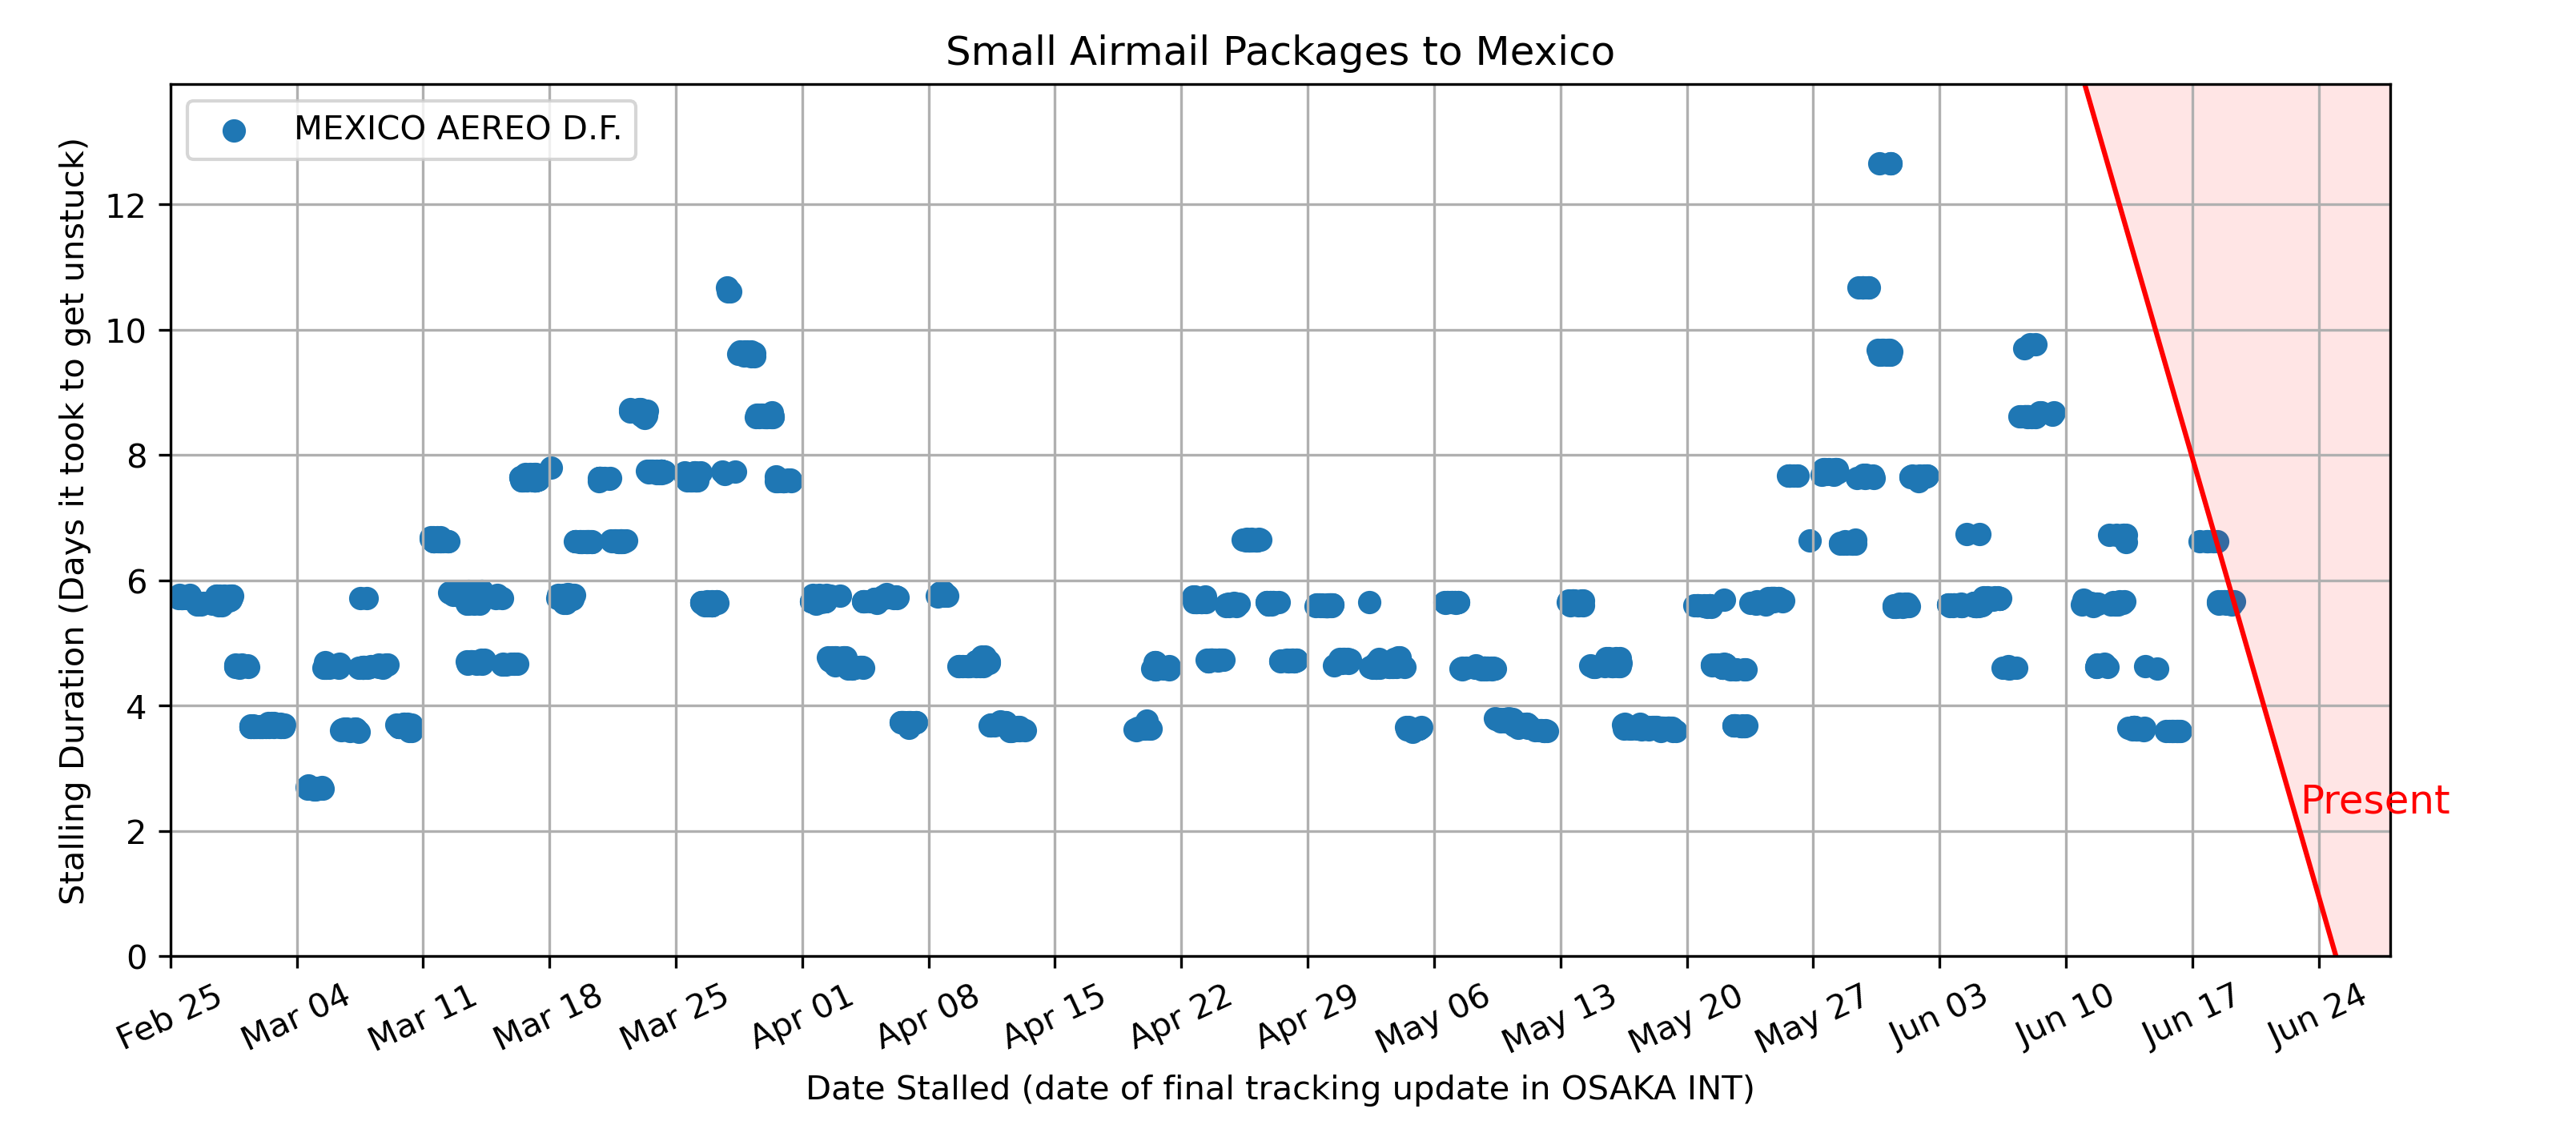 Small Airmail Packages to Mexico
MEXICO AEREO D.F.
Stalling Duration (Days it took to get unstuck)
12
10
8
6
4
2
0
Present
Feb 25
Mar 04
Mar 11
Mar 18
Mar 25
Apr 01
Apr 08
Apr 15
Apr 22
Apr 29
May 06
May 13
May 20
May 27
Jun 03
Jun 10
Jun 17
Jun 24
Date Stalled (date of final tracking update in OSAKA INT)